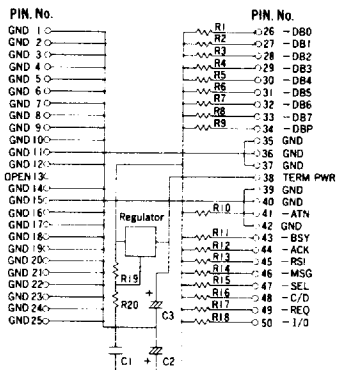 PIN. No.
GND 1
GND 2
GND 3
GND 4
GND 5
GND 6
GND 7
GND 8
GND 9
GND 10
GND 11
GND 12
OPEN 13
GND 14
GND 15
GND 16
GND 17
GND 18
GND 19
GND 20
GND 21
GND 22
GND 23
GND 24
GND 25
Regulator
R19
R20
+
C3
C1
+
C2
PIN. No.
R1 26 -DB0
R2 27 -DB1
R3 28 -DB2
R4 29 -DB3
R5 30 -DB4
R6 31 -DB5
R7 32 -DB6
R8 33 -DB7
R9 34 -DBP
35 GND
36 GND
37 GND
38 TERM PWR
39 GND
40 GND
R10 41 -ATN
42 GND
R11 43 -BSY
R12 44 -ACK
R13 45 -RSI
R14 46 -MSG
R15 47 -SEL
R16 48 -C/D
R17 49 -REQ
R18 50 -I/O